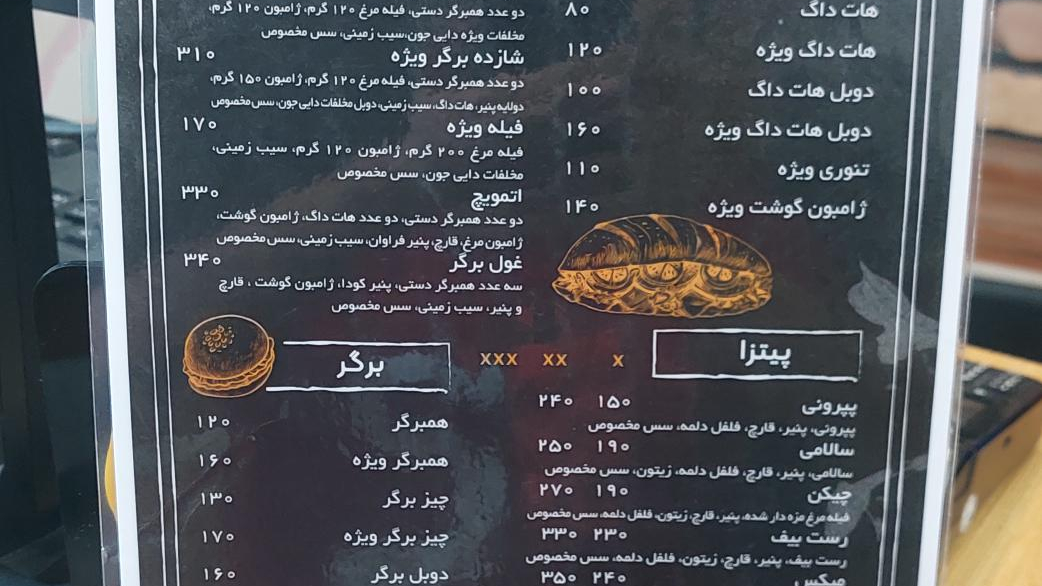 هات داگ ۸۰
هات داگ ویژه ۱۲۰
دوبل هات داگ ۱۰۰
دوبل هات داگ ویژه ۱۶۰
تنوری ویژه ۱۱۰
ژامبون گوشت ویژه ۱۴۰
دو عدد همبرگر دستی، فیله مرغ ۱۲۰ گرم، ژامبون ۱۲۰ گرم،
مخلفات ویژه دایی جون،سیب زمینی، سس مخصوص
شازده برگر ویژه ۳۱۰
دو عدد همبرگر دستی، فیله مرغ ۱۲۰ گرم، ژامبون ۱۵۰ گرم،
دولایه پنیر، هات داگ، سیب زمینی، دوبل مخلفات دایی جون، سس مخصوص
فیله ویژه ۱۷۰
فیله مرغ ۲۰۰ گرم، ژامبون ۱۲۰ گرم، سیب زمینی،
مخلفات دایی جون، سس مخصوص
اتمویچ ۳۳۰
دو عدد همبرگر دستی، دو عدد هات داگ، ژامبون گوشت،
ژامبون مرغ، قارچ، پنیر فراوان، سیب زمینی، سس مخصوص
غول برگر ۳۴۰
سه عدد همبرگر دستی، پنیر کودا، ژامبون گوشت ، قارچ
و پنیر، سیب زمینی، سس مخصوص
پیتزا x xx xxx
پپرونی ۱۵۰ ۲۴۰
پپرونی، پنیر، قارچ، فلفل دلمه، سس مخصوص
سالامی ۱۹۰ ۲۵۰
سالامی، پنیر، قارچ، فلفل دلمه، زیتون، سس مخصوص
چیکن ۱۹۰ ۲۷۰
فیله مرغ مزه دار شده، پنیر، قارچ، زیتون، فلفل دلمه، سس مخصوص
رست بیف ۲۳۰ ۳۳۰
رست بیف، پنیر، قارچ، زیتون، فلفل دلمه، سس مخصوص
میکس ۲۴۰ ۳۵۰
برگر
همبرگر ۱۲۰
همبرگر ویژه ۱۶۰
چیز برگر ۱۳۰
چیز برگر ویژه ۱۷۰
دوبل برگر ۱۶۰